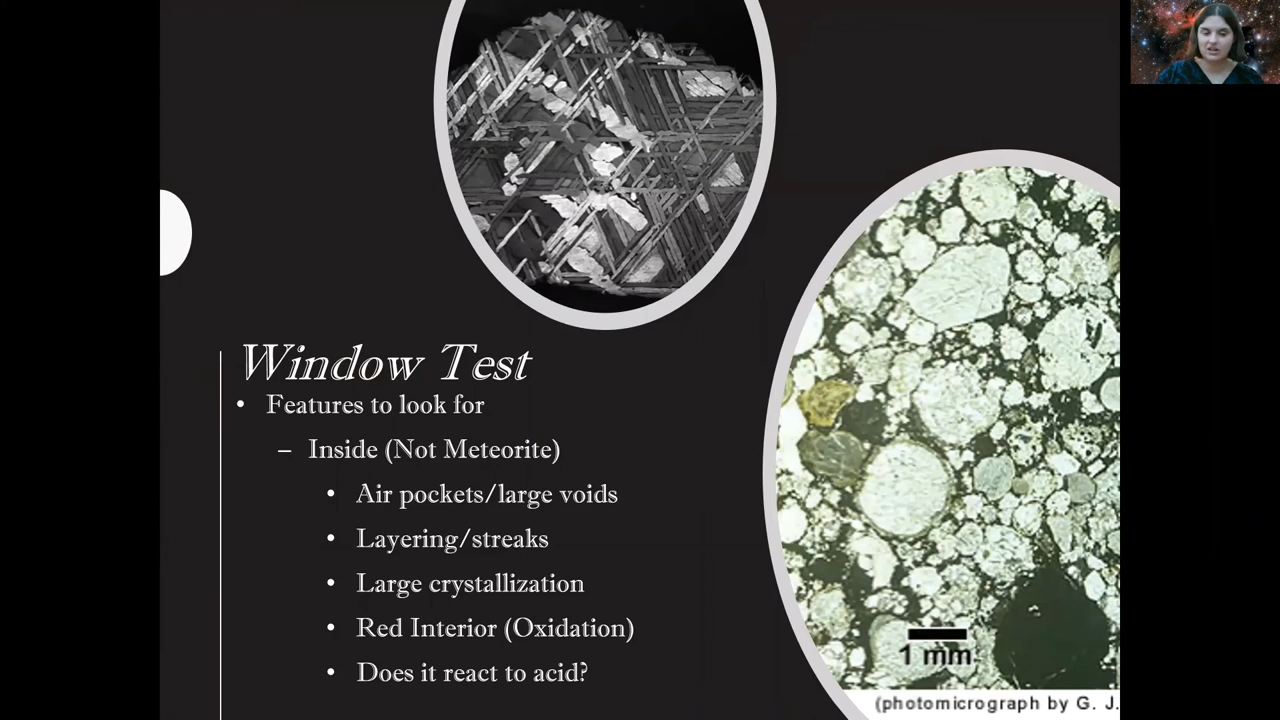 Window Test
• Features to look for
– Inside (Not Meteorite)
• Air pockets/large voids
• Layering/streaks
• Large crystallization
• Red Interior (Oxidation)
• Does it react to acid?
1 mm
(photomicrograph by G. J.